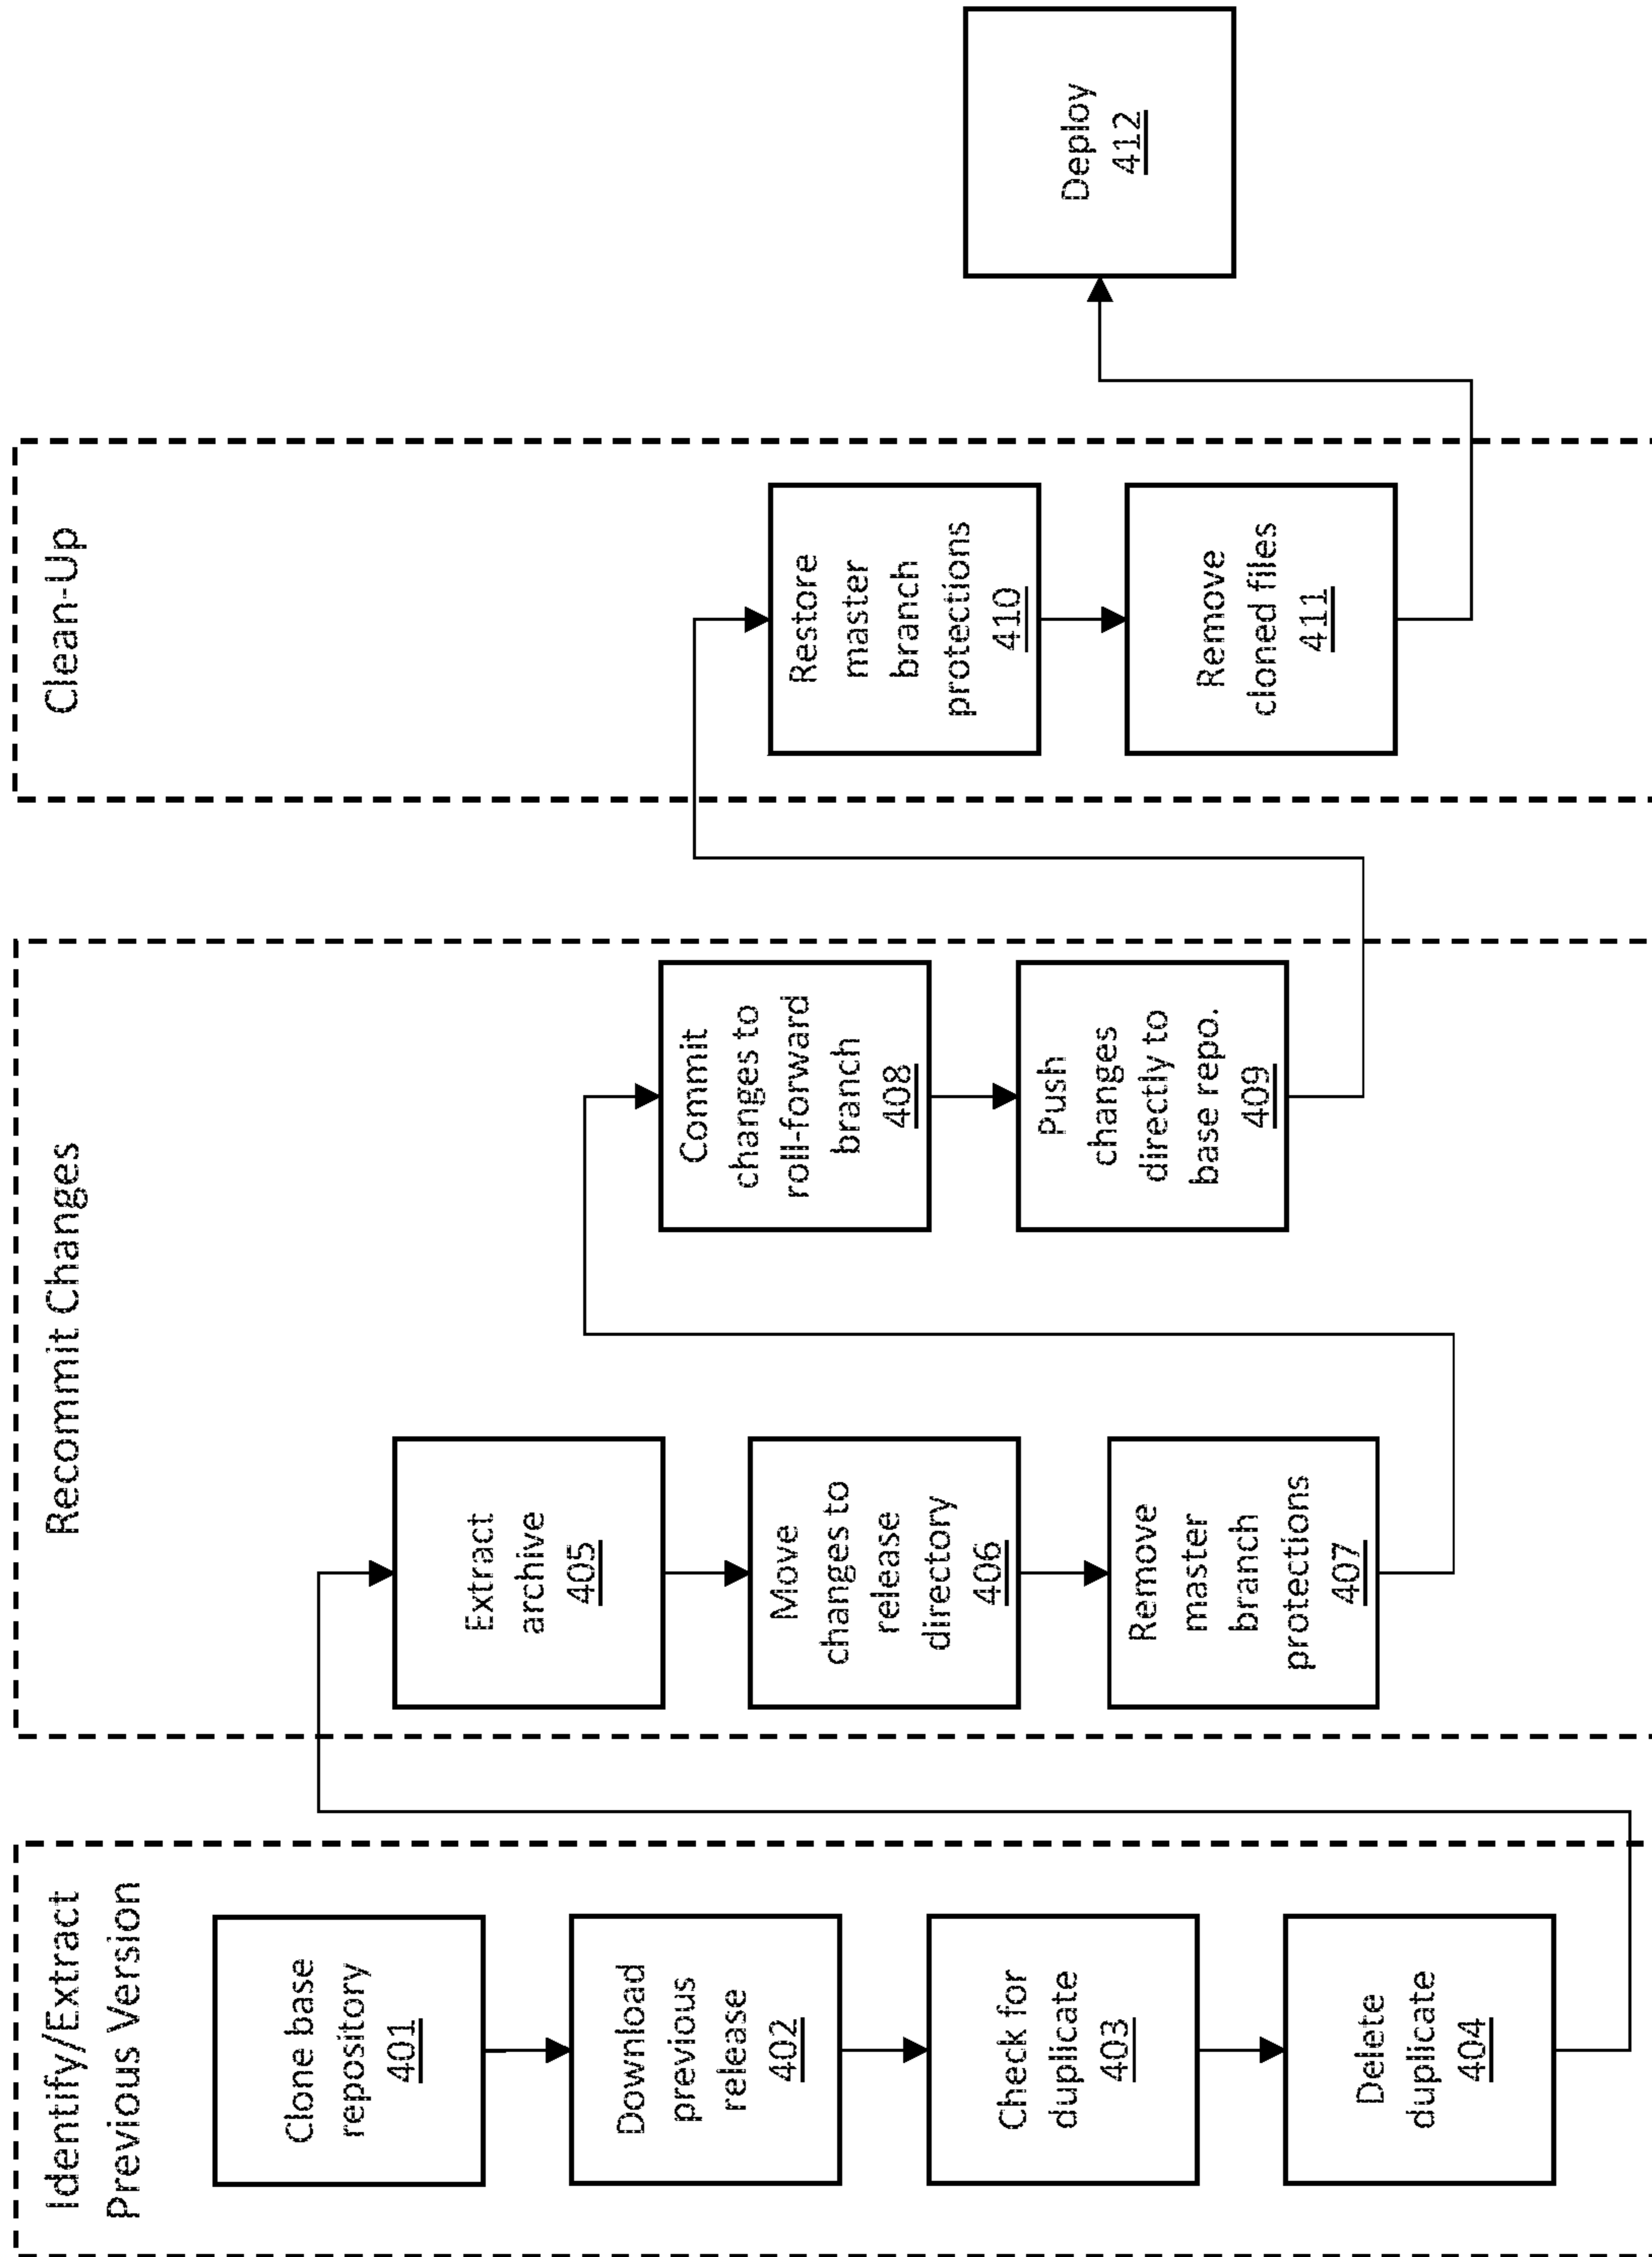 Identify/Extract
Previous Version
Clone base
repository
401
Download
previous
release
402
Check for
duplicate
403
Delete
duplicate
404
Recommit Changes
Extract
archive
405
Move
changes to
release
directory
406
Remove
master
branch
protections
407
Commit
changes to
roll-forward
branch
408
Push
changes
directly to
base repo.
409
Clean-Up
Restore
master
branch
protections
410
Remove
cloned files
411
Deploy
412